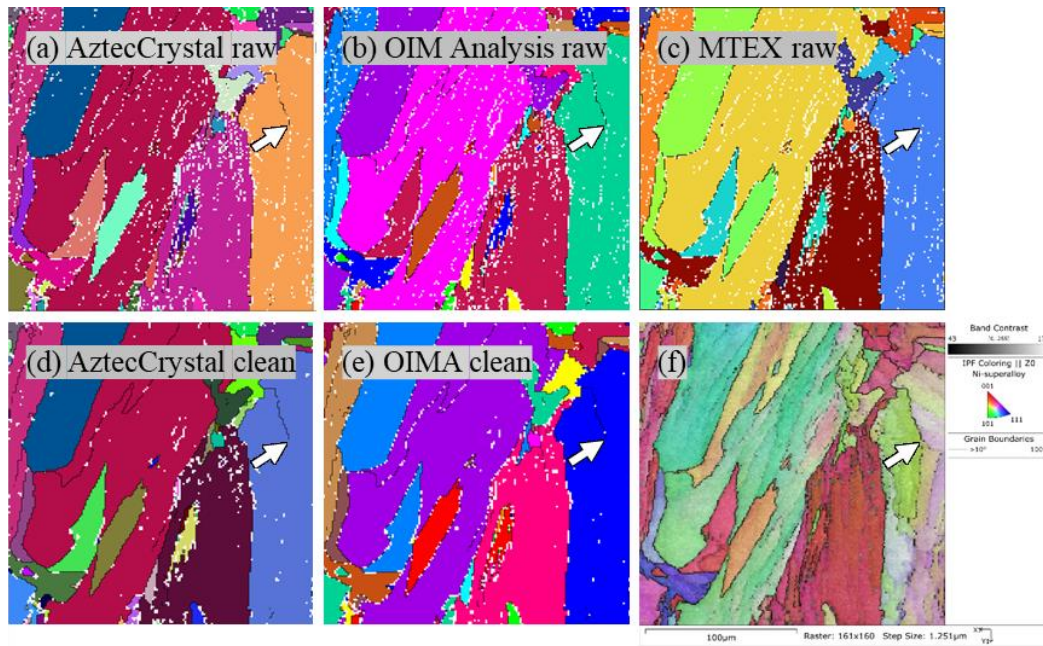 (a) AztecCrystal raw
(b) OIM Analysis raw
(c) MTEX raw
(d) AztecCrystal clean
(e) OIMA clean
(f)
Band Contrast
43
IPF Coloring || Z0
Ni-superalloy
001
101
111
Grain Boundaries
>10°
100µm
Raster: 161x160 Step Size: 1.251µm